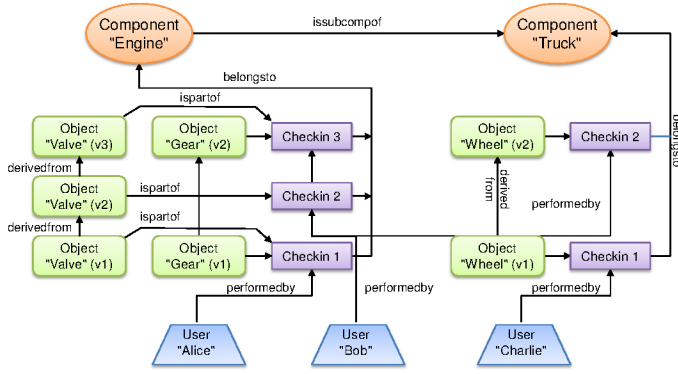 Component
"Engine"
issubcompof
Component
"Truck"
belongsto
ispartof
Object
"Valve" (v3)
Object
"Gear" (v2)
Checkin 3
Object
"Wheel" (v2)
Checkin 2
belongsto
derivedfrom
Object
"Valve" (v2)
ispartof
Checkin 2
derived
from
performedby
derivedfrom
ispartof
Object
"Valve" (v1)
Object
"Gear" (v1)
Checkin 1
Object
"Wheel" (v1)
Checkin 1
performedby
performedby
performedby
User
"Alice"
User
"Bob"
User
"Charlie"